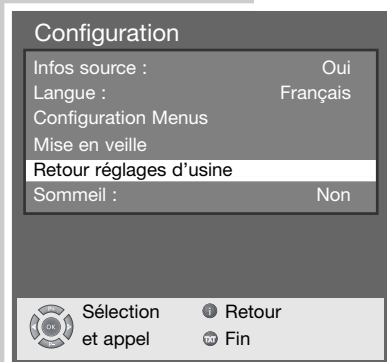 Configuration
Infos source : Oui
Langue : Français
Configuration Menus
Mise en veille
Retour réglages d'usine
Sommeil : Non
P+
OK
P-
Sélection et appel
i Retour
TXT Fin